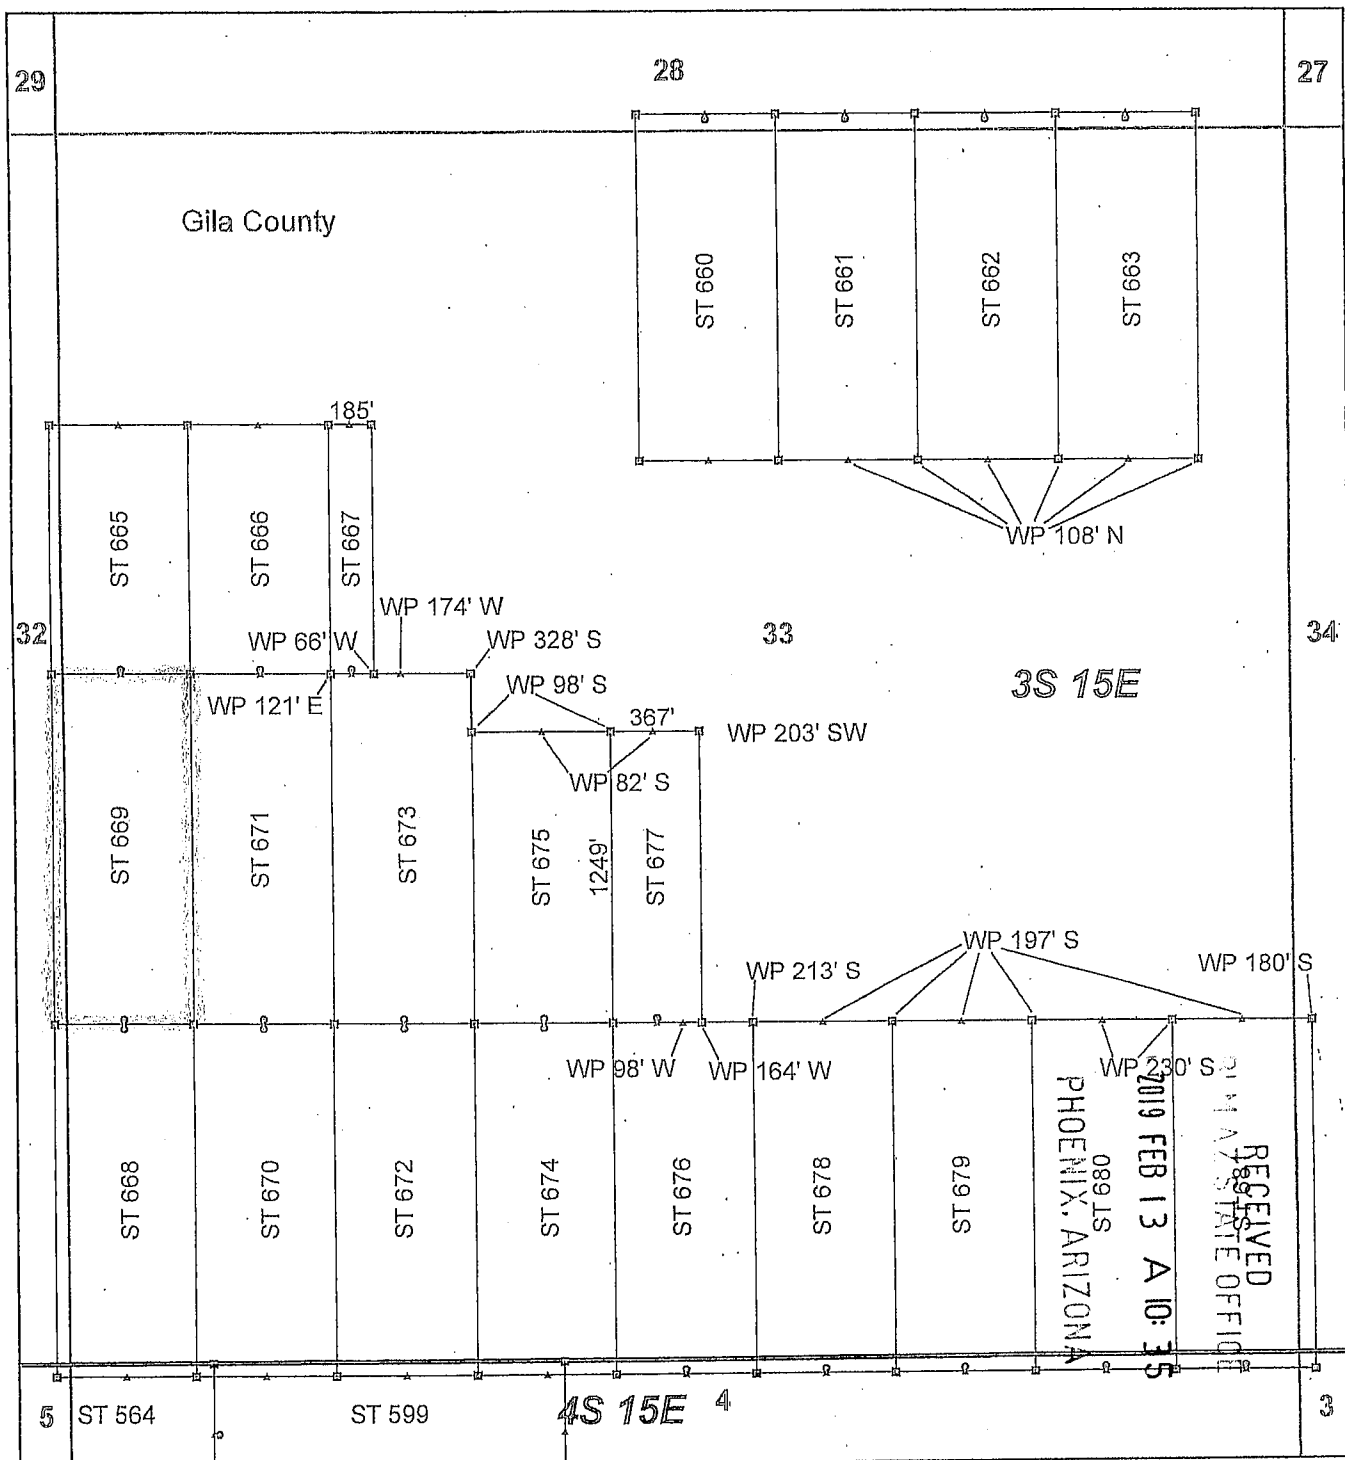 29
28
27
Gila County
ST 660
ST 661
ST 662
ST 663
185'
ST 665
ST 666
ST 667
WP 108' N
WP 174' W
32
WP 66' W
WP 328' S
33
34
WP 98' S
3S 15E
WP 121' E
367'
WP 203' SW
WP 82' S
ST 669
ST 671
ST 673
ST 675
1249'
ST 677
WP 197' S
WP 213' S
WP 180' S
WP 98' W
WP 164' W
WP 230' S
ST 668
ST 670
ST 672
ST 674
ST 676
ST 678
ST 679
ST 680
RECEIVED
BLM AZ STATE OFFICE
2019 FEB 13 A 10: 35
PHOENIX, ARIZONA
5
ST 564
ST 599
4S 15E
4
3